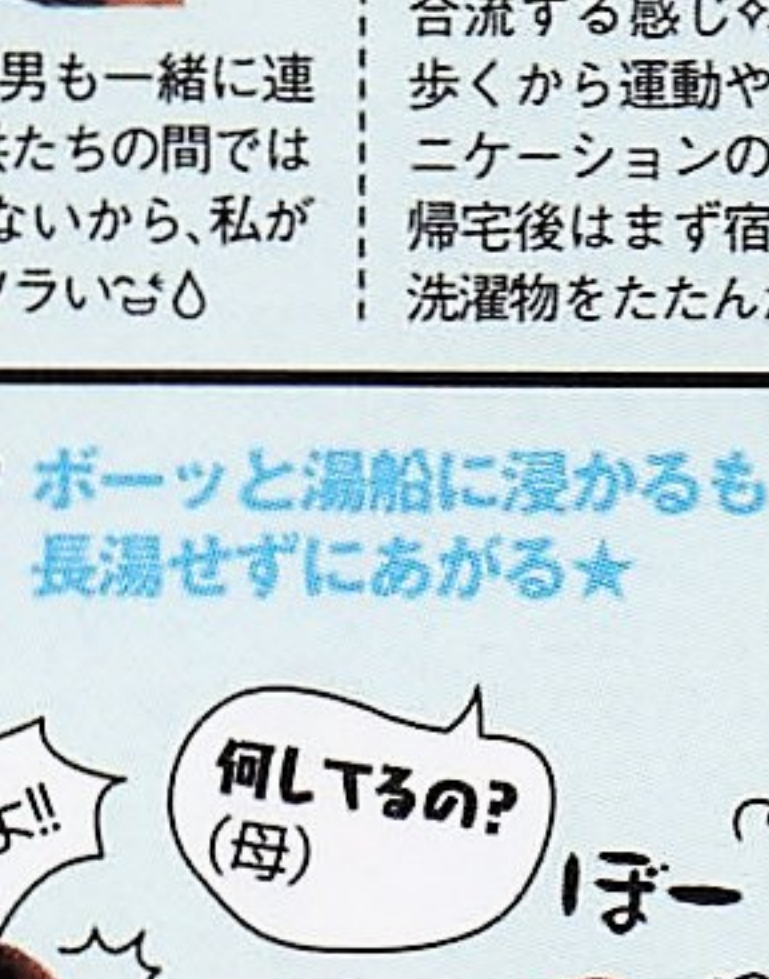 男も一緒に連
たちの間では
ないから、私が
ラい
合流する感じ
歩くから運動や
ニケーションの
帰宅後はまず宿
洗濯物をたたん
ボーッと湯船に浸かるも
長湯せずにあがる★
よ!!
何してるの?
(母)
ぼー